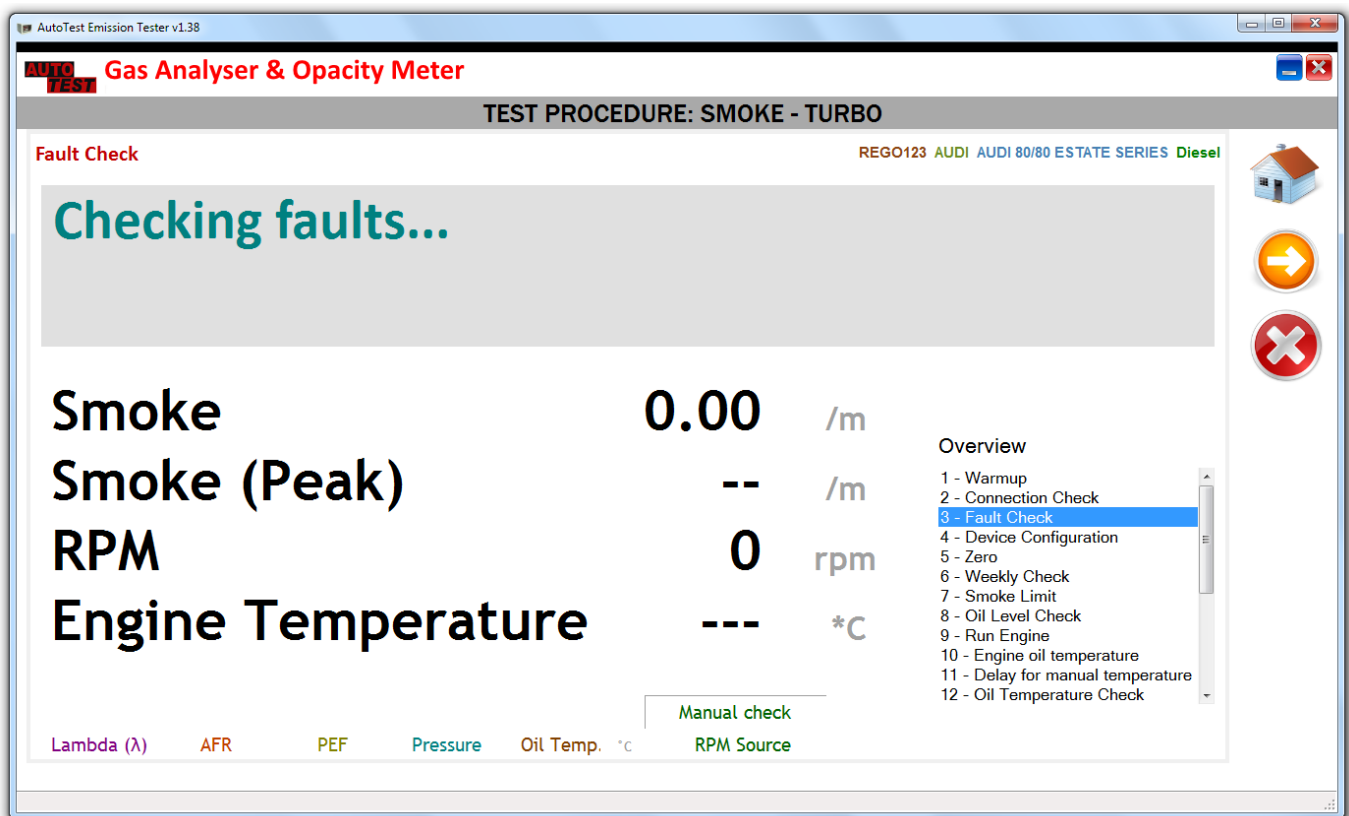 AutoTest Emission Tester v1.38
AUTO TEST Gas Analyser & Opacity Meter
TEST PROCEDURE: SMOKE - TURBO
Fault Check REGO123 AUDI AUDI 80/80 ESTATE SERIES Diesel
Checking faults...
Smoke 0.00 /m
Smoke (Peak) -- /m
RPM 0 rpm
Engine Temperature --- *C
Overview
1 - Warmup
2 - Connection Check
3 - Fault Check
4 - Device Configuration
5 - Zero
6 - Weekly Check
7 - Smoke Limit
8 - Oil Level Check
9 - Run Engine
10 - Engine oil temperature
11 - Delay for manual temperature
12 - Oil Temperature Check
Manual check
Lambda (λ) AFR PEF Pressure Oil Temp. °C RPM Source